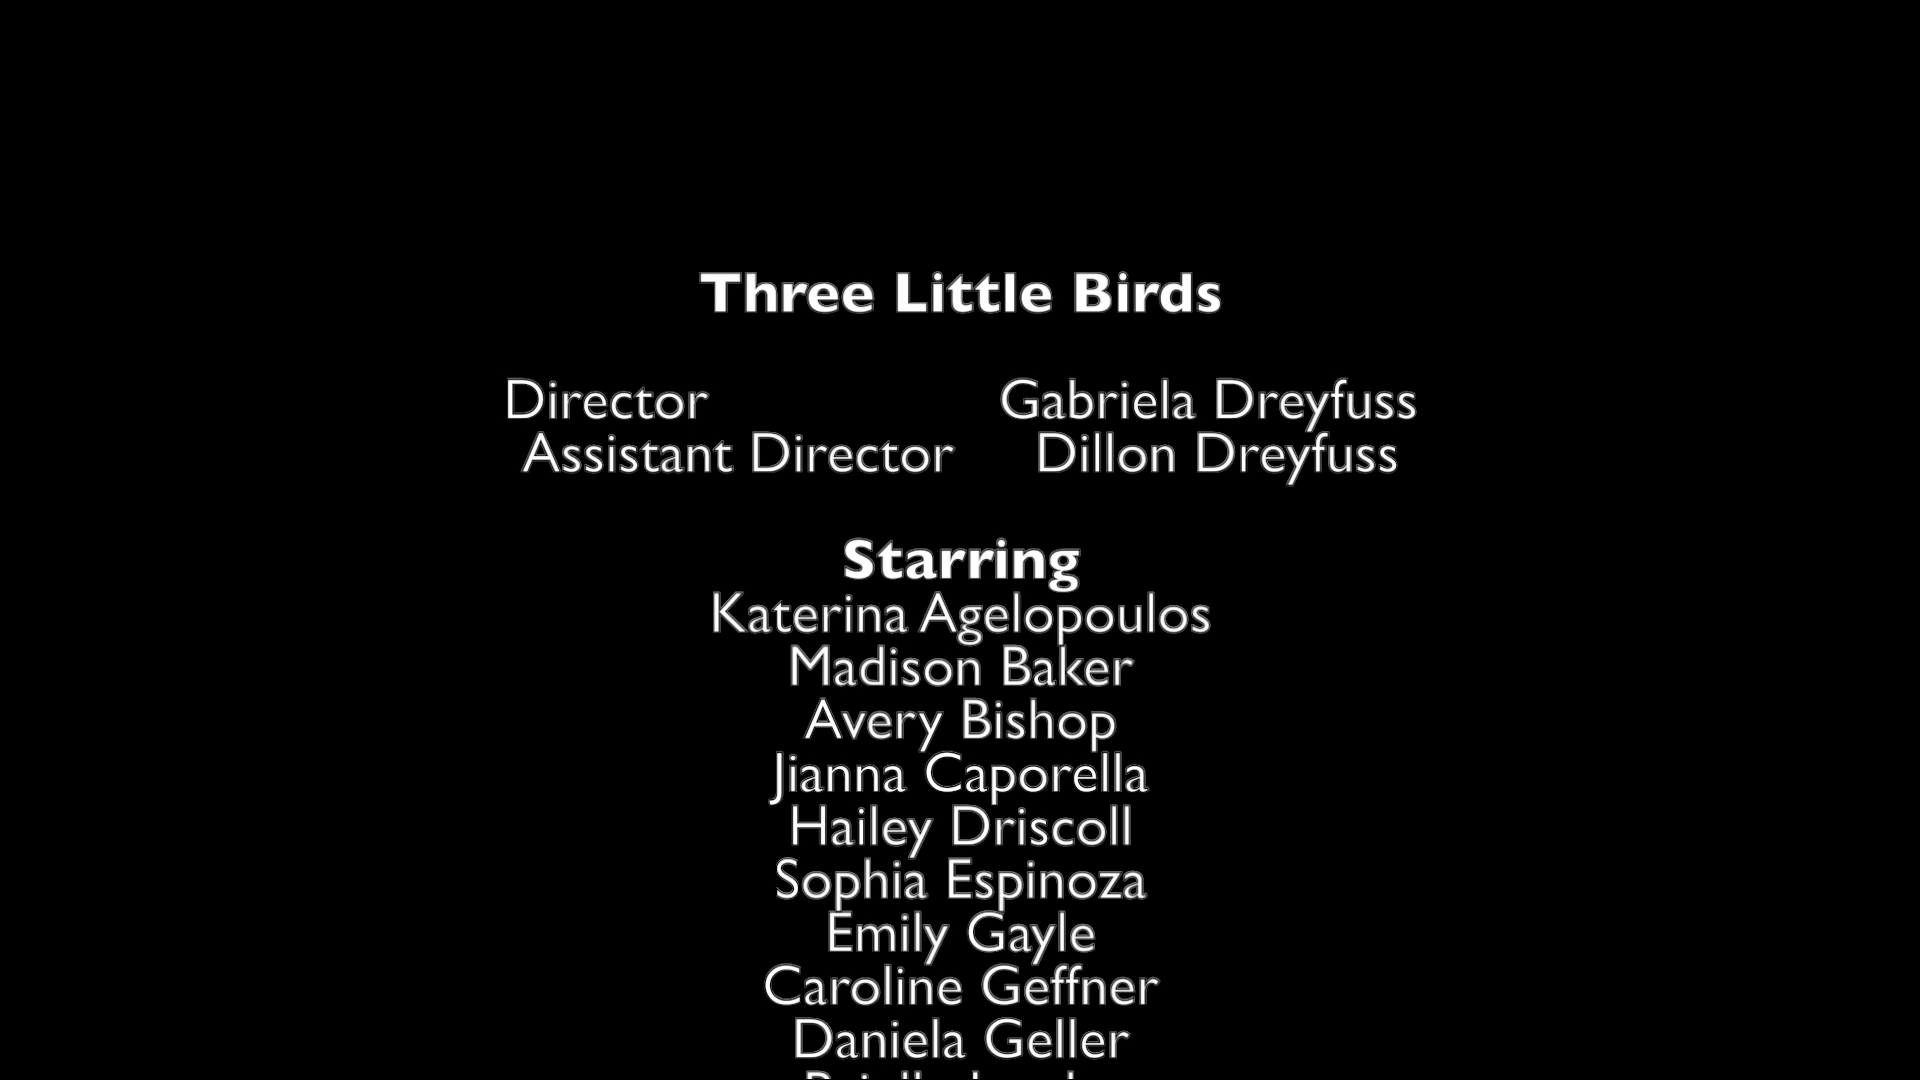 Three Little Birds
Director Gabriela Dreyfuss
Assistant Director Dillon Dreyfuss
Starring
Katerina Agelopoulos
Madison Baker
Avery Bishop
Jianna Caporella
Hailey Driscoll
Sophia Espinoza
Emily Gayle
Caroline Geffner
Daniela Geller